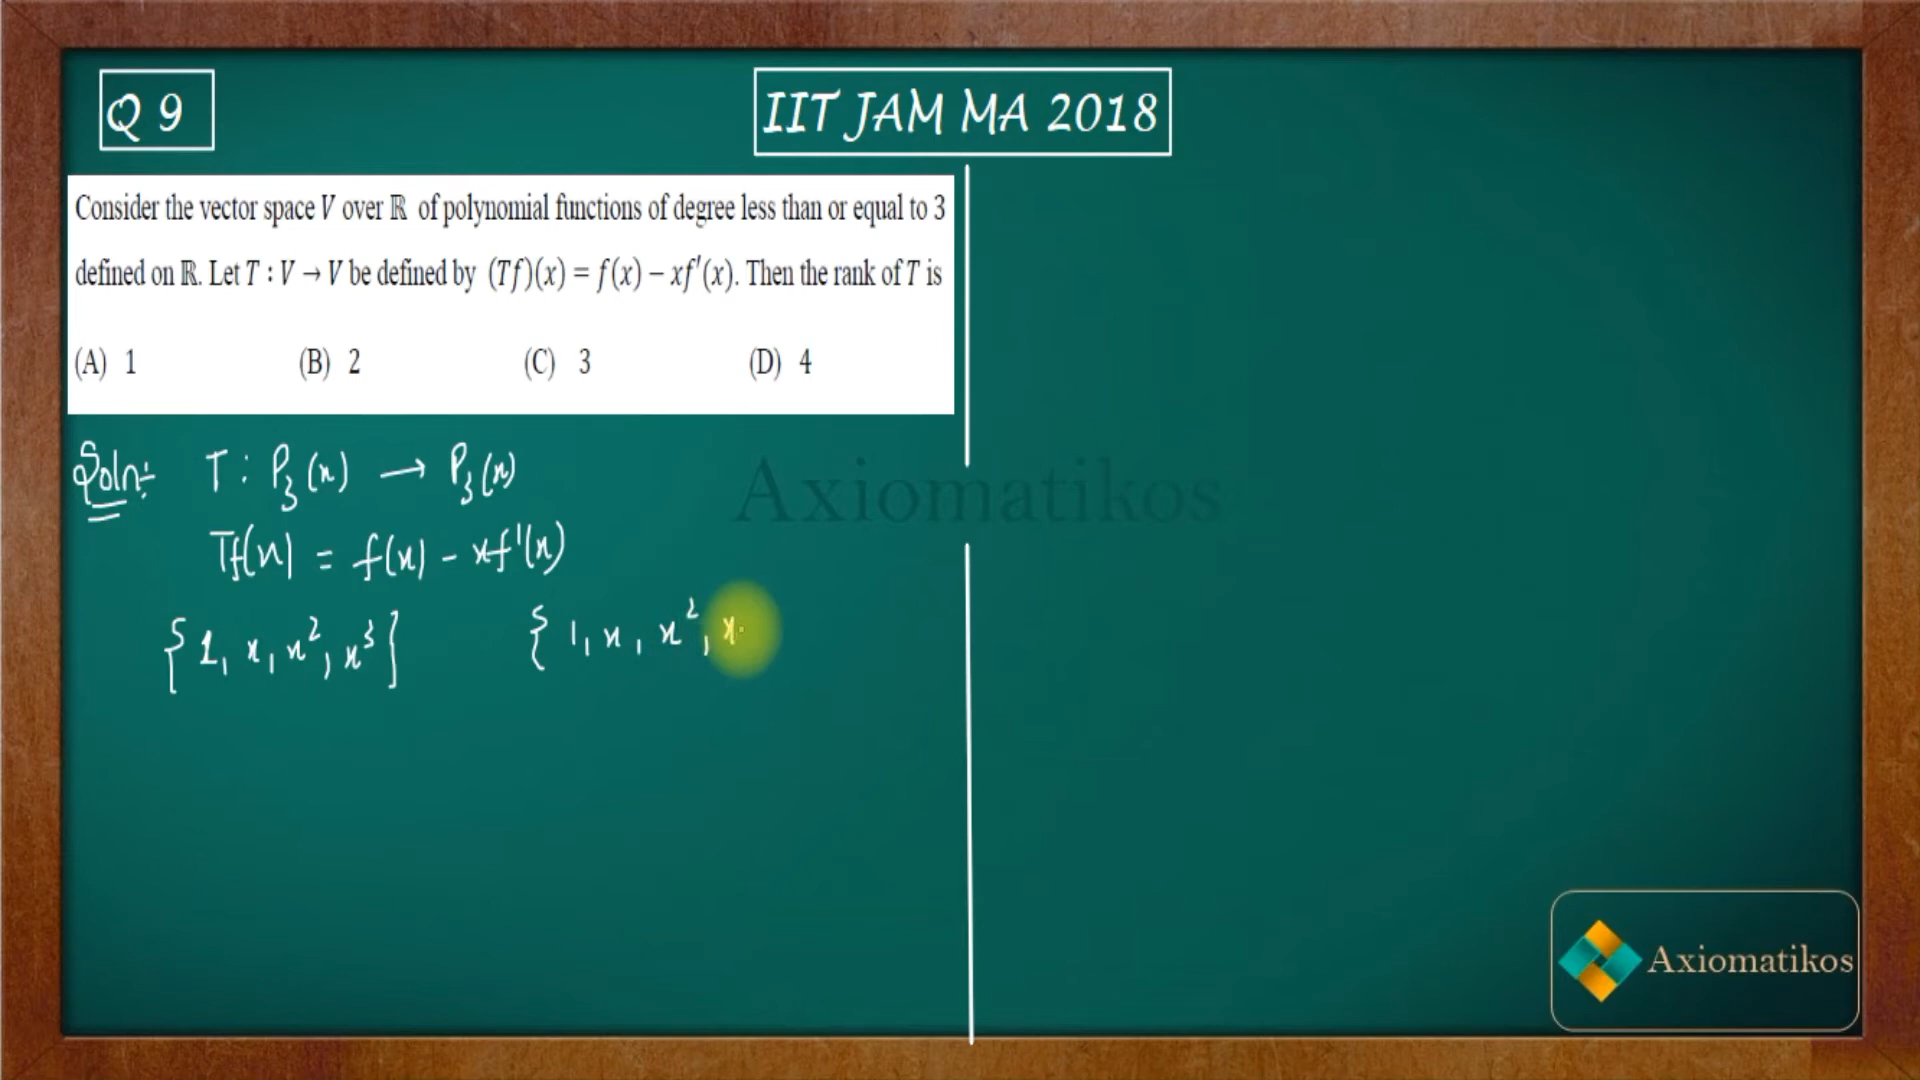 Q 9
IIT JAM MA 2018
Consider the vector space V over ℝ of polynomial functions of degree less than or equal to 3
defined on ℝ. Let T : V → V be defined by (Tf)(x) = f(x) − xf′(x). Then the rank of T is
(A) 1 (B) 2 (C) 3 (D) 4
Soln:- T : P₃(x) → P₃(x)
Tf(x) = f(x) - xf'(x)
{1, x, x², x³} {1, x, x², x
Axiomatikos
Axiomatikos